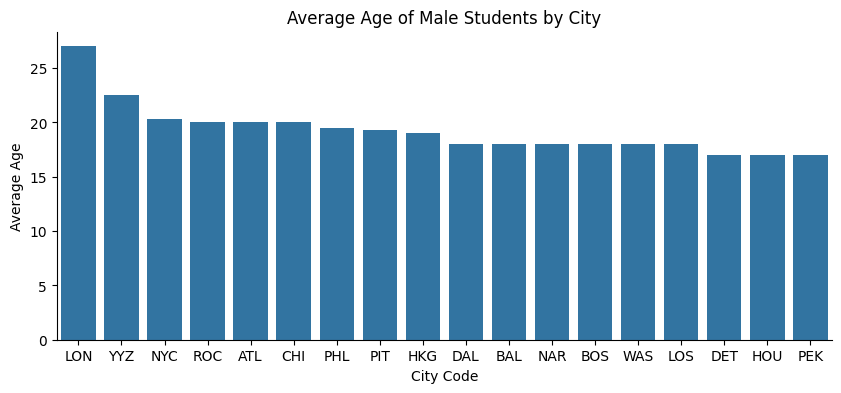 Average Age of Male Students by City
Average Age
25
20
15
10
5
0
LON YYZ NYC ROC ATL CHI PHL PIT HKG DAL BAL NAR BOS WAS LOS DET HOU PEK
City Code